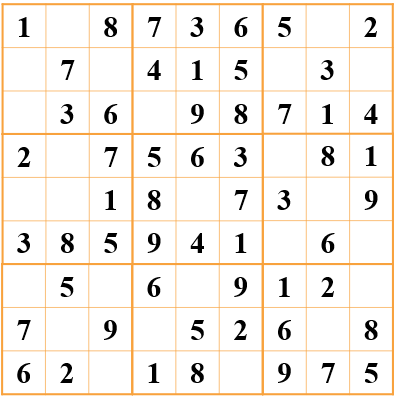 1 8 7 3 6 5 2
7 4 1 5 3
3 6 9 8 7 1 4
2 7 5 6 3 8 1
1 8 7 3 9
3 8 5 9 4 1 6
5 6 9 1 2
7 9 5 2 6 8
6 2 1 8 9 7 5